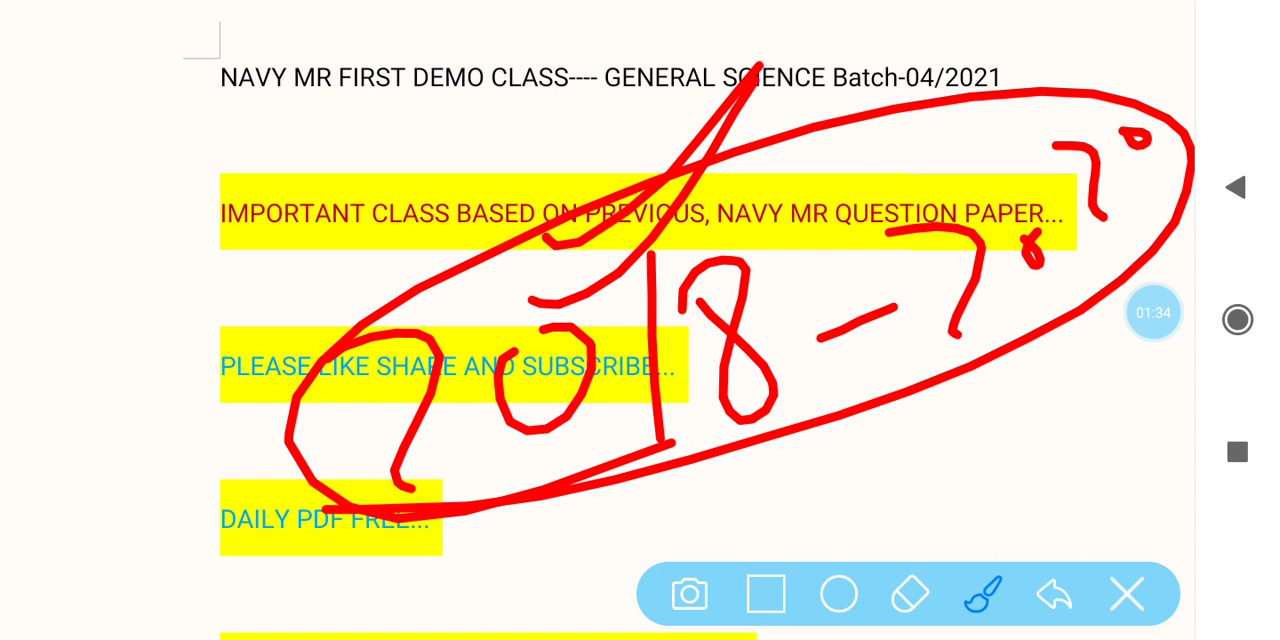 NAVY MR FIRST DEMO CLASS---- GENERAL SCIENCE Batch-04/2021
IMPORTANT CLASS BASED ON PREVIOUS, NAVY MR QUESTION PAPER...
PLEASE LIKE SHARE AND SUBSCRIBE...
2018 -
DAILY PDF FREE...
01:34